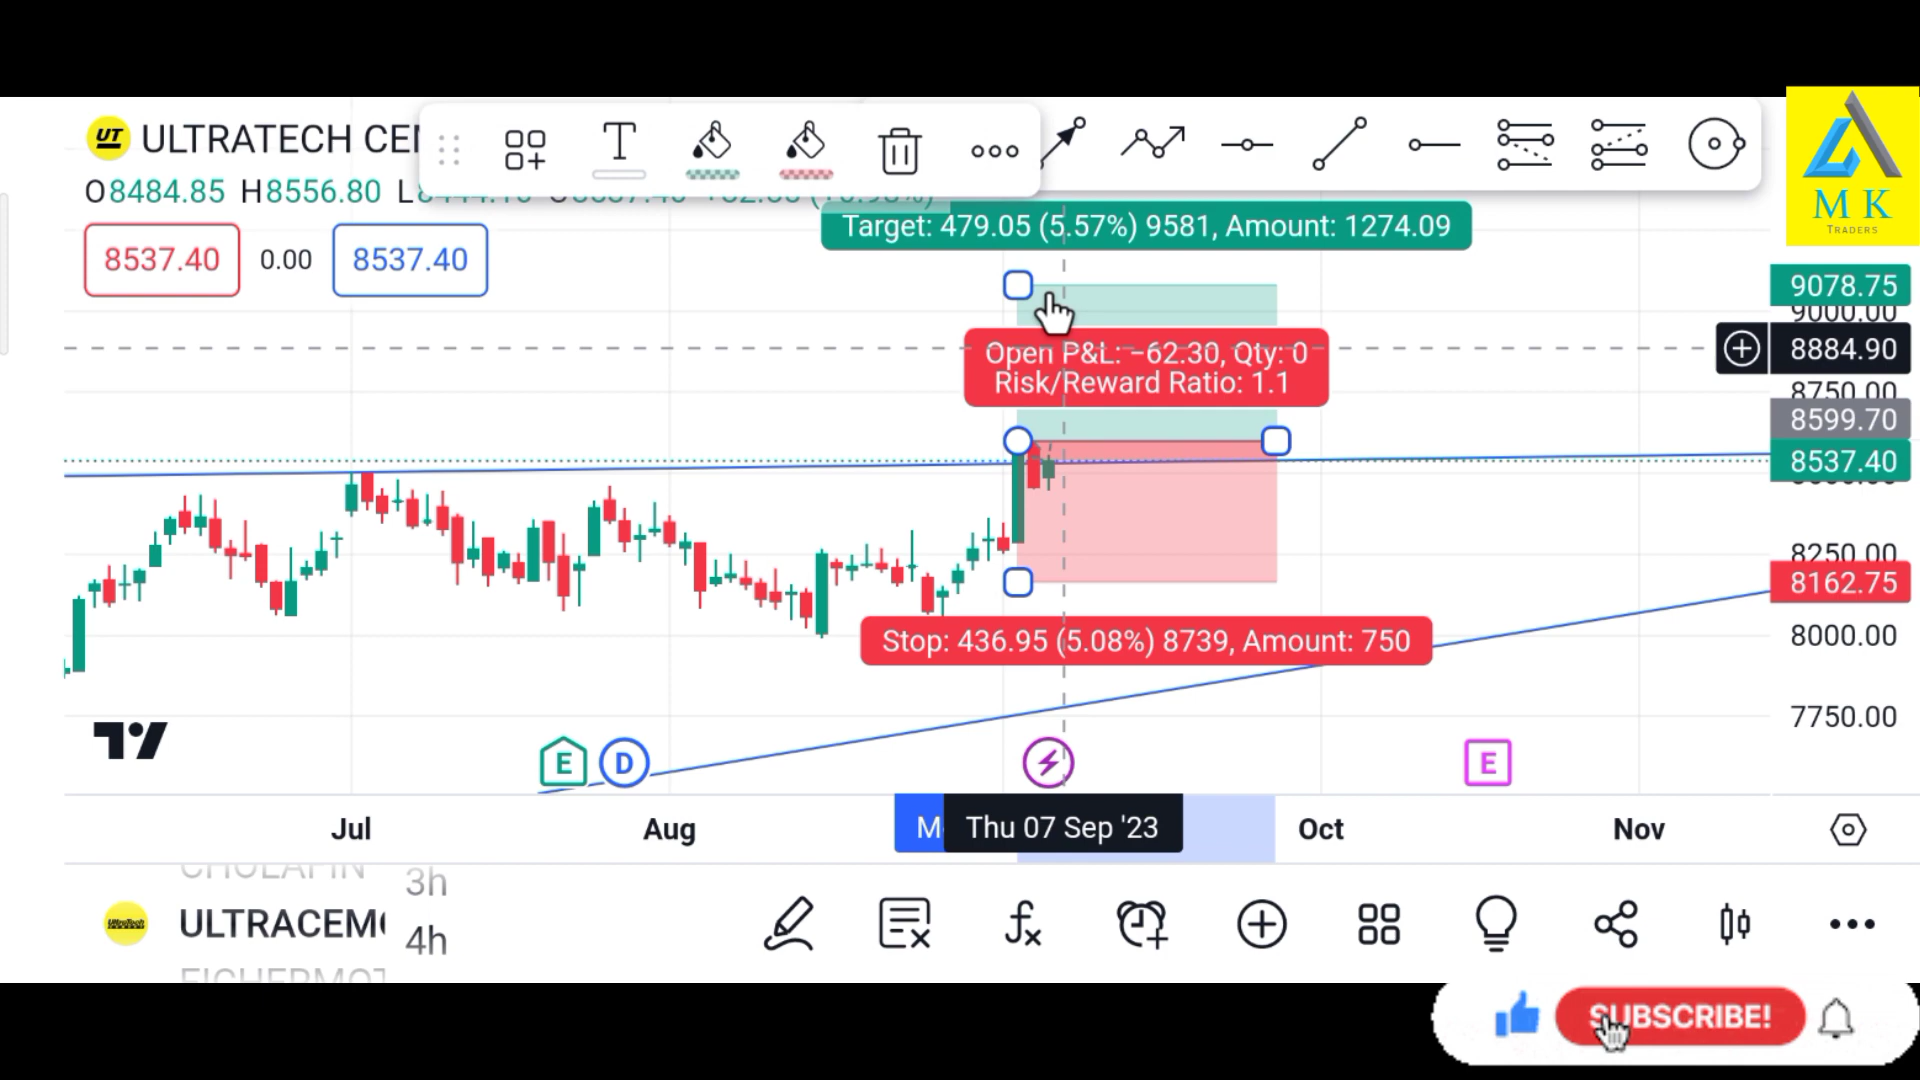 ULTRATECH CE
O8484.85 H8556.80 L
Target: 479.05 (5.57%) 9581, Amount: 1274.09
8537.40
0.00
8537.40
M K
TRADERS
9078.75
9000.00
Open P&L: −62.30, Qty: 0
Risk/Reward Ratio: 1.1
8884.90
8750.00
8599.70
8537.40
8250.00
8162.75
Stop: 436.95 (5.08%) 8739, Amount: 750
8000.00
7750.00
E
D
E
Jul
Aug
M
Thu 07 Sep '23
Oct
Nov
3h
ULTRACEM
4h
EICHERMOT
SUBSCRIBE!